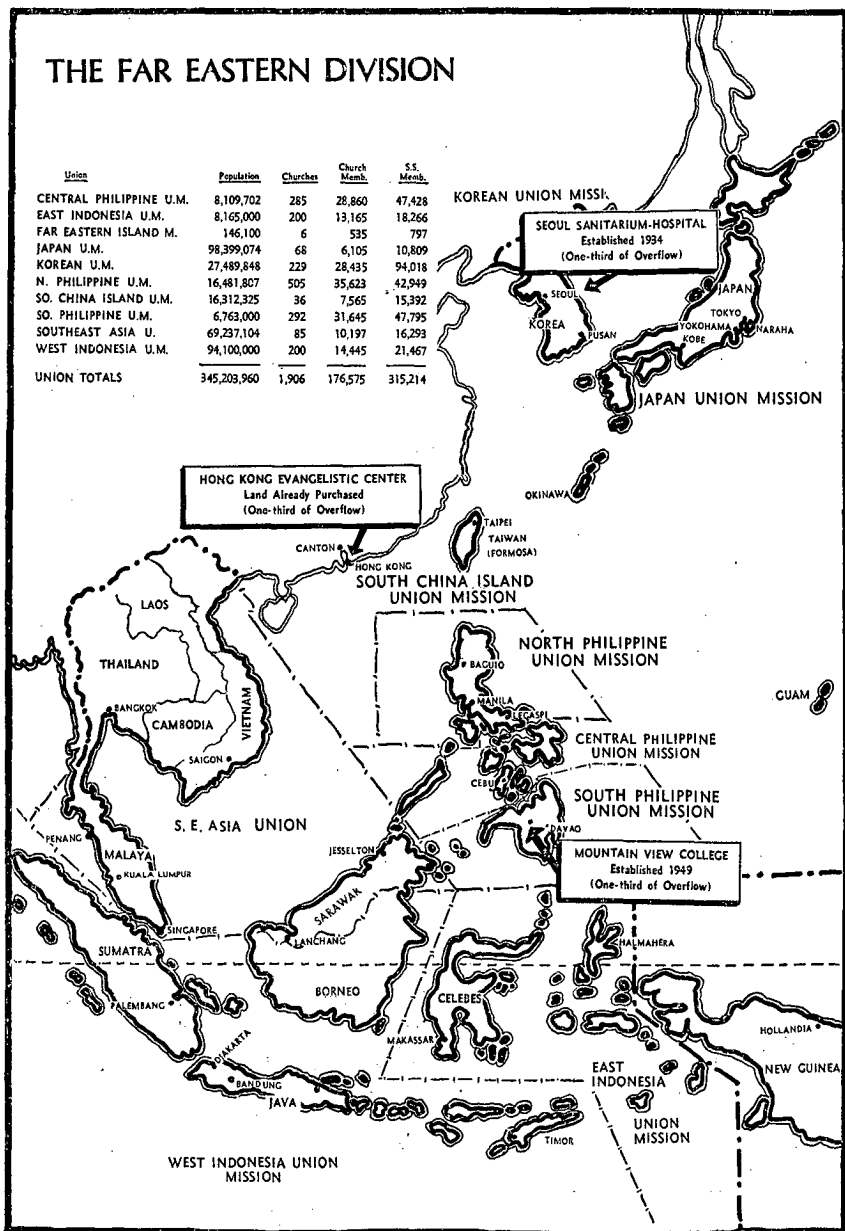 THE FAR EASTERN DIVISION
Union Population Churches Church Memb. S.S. Memb.
CENTRAL PHILIPPINE U.M. 8,109,702 285 28,860 47,428
EAST INDONESIA U.M. 8,165,000 200 13,165 18,266
FAR EASTERN ISLAND M. 146,100 6 535 797
JAPAN U.M. 98,399,074 68 6,105 10,809
KOREAN U.M. 27,489,848 229 28,435 94,018
N. PHILIPPINE U.M. 16,481,807 505 35,623 42,949
SO. CHINA ISLAND U.M. 16,312,325 36 7,565 15,392
SO. PHILIPPINE U.M. 6,763,000 292 31,645 47,795
SOUTHEAST ASIA U. 69,237,104 85 10,197 16,293
WEST INDONESIA U.M. 94,100,000 200 14,445 21,467
UNION TOTALS 345,203,960 1,906 176,575 315,214
KOREAN UNION MISSI
SEOUL SANITARIUM-HOSPITAL
Established 1934
(One-third of Overflow)
SEOUL
KOREA
PUSAN
JAPAN
TOKYO
YOKOHAMA
NARAHA
KOBE
JAPAN UNION MISSION
HONG KONG EVANGELISTIC CENTER
Land Already Purchased
(One-third of Overflow)
OKINAWA
CANTON
HONG KONG
TAIPEI
TAIWAN
(FORMOSA)
SOUTH CHINA ISLAND
UNION MISSION
LAOS
THAILAND
BANGKOK
CAMBODIA
VIETNAM
SAIGON
NORTH PHILIPPINE
UNION MISSION
BAGUIO
MANILA
LEGASPI
GUAM
CENTRAL PHILIPPINE
UNION MISSION
CEBU
SOUTH PHILIPPINE
UNION MISSION
DAVAO
MOUNTAIN VIEW COLLEGE
Established 1949
(One-third of Overflow)
S. E. ASIA UNION
PENANG
MALAYA
KUALA LUMPUR
SINGAPORE
JESSELTON
SARAWAK
LANCHANG
BORNEO
SUMATRA
PALEMBANG
DJAKARTA
BANDUNG
JAVA
CELEBES
MAKASSAR
HALMAHERA
HOLLANDIA
NEW GUINEA
EAST
INDONESIA
UNION
MISSION
TIMOR
WEST INDONESIA UNION
MISSION